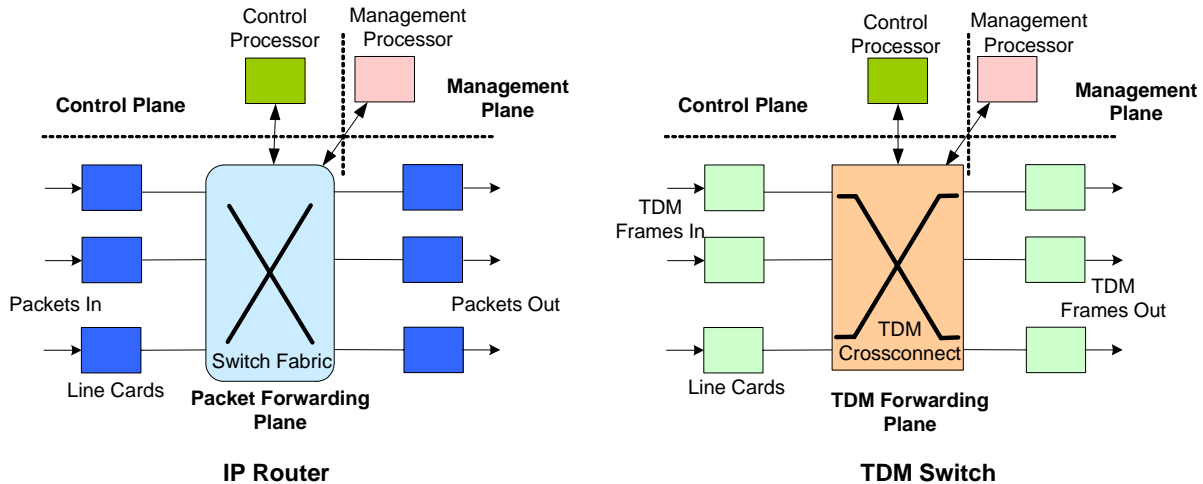 Control
Processor
Management
Processor
Control Plane
Management
Plane
Packets In
Packets Out
Switch Fabric
Line Cards
Packet Forwarding
Plane
IP Router
Control
Processor
Management
Processor
Control Plane
Management
Plane
TDM
Frames In
TDM
Frames Out
TDM
Crossconnect
Line Cards
TDM Forwarding
Plane
TDM Switch